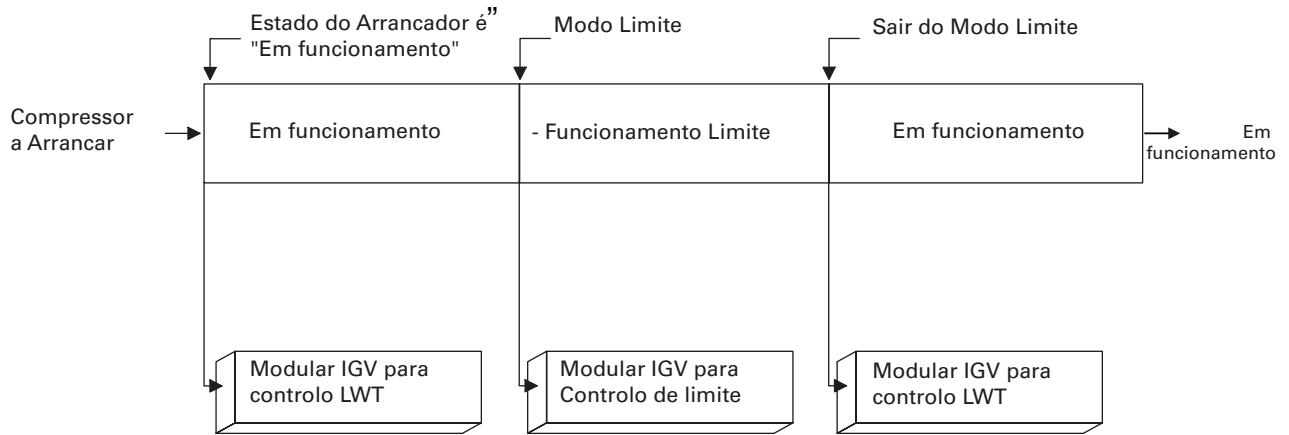 Estado do Arrancador é”
"Em funcionamento"
Modo Limite
Sair do Modo Limite
Compressor
a Arrancar
Em funcionamento
- Funcionamento Limite
Em funcionamento
Em
funcionamento
Modular IGV para
controlo LWT
Modular IGV para
Controlo de limite
Modular IGV para
controlo LWT